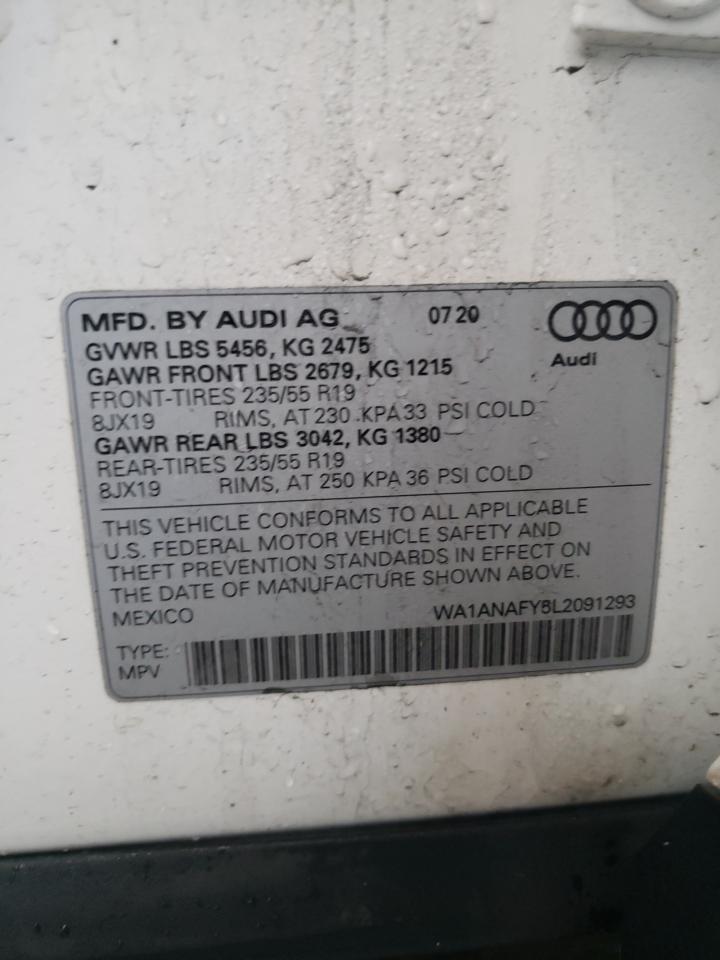 MFD. BY AUDI AG 07 20
GVWR LBS 5456, KG 2475
Audi
GAWR FRONT LBS 2679, KG 1215
FRONT-TIRES 235/55 R19
8JX19 RIMS, AT 230 KPA 33 PSI COLD
GAWR REAR LBS 3042, KG 1380
REAR-TIRES 235/55 R19
8JX19 RIMS, AT 250 KPA 36 PSI COLD
THIS VEHICLE CONFORMS TO ALL APPLICABLE
U.S. FEDERAL MOTOR VEHICLE SAFETY AND
THEFT PREVENTION STANDARDS IN EFFECT ON
THE DATE OF MANUFACTURE SHOWN ABOVE.
MEXICO WA1ANAFY5L2091293
TYPE:
MPV